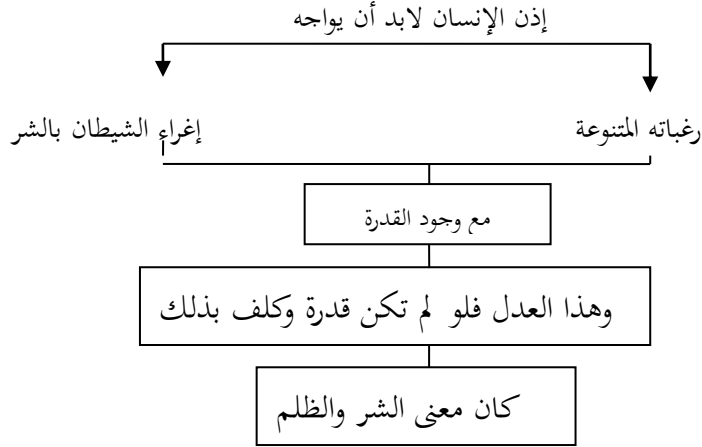 إذن الإنسان لابد أن يواجه
رغباته المتنوعة
إغراء الشيطان بالشر
مع وجود القدرة
وهذا العدل فلو لم تكن قدرة وكلف بذلك
كان معنى الشر والظلم